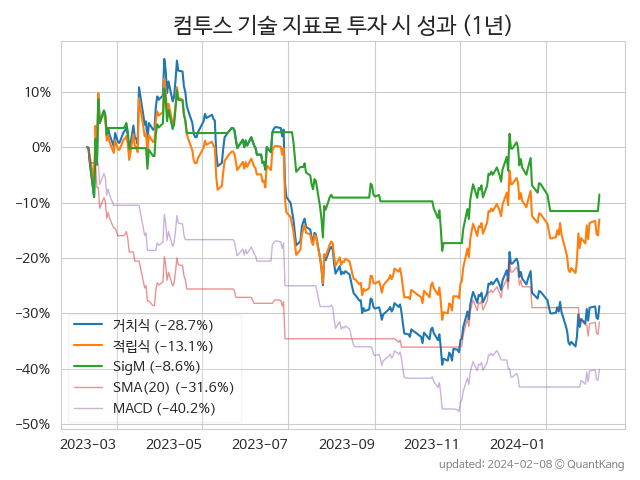 컴투스 기술 지표로 투자 시 성과 (1년)
10%
0%
−10%
−20%
−30%
−40%
−50%
거치식 (−28.7%)
적립식 (−13.1%)
SigM (−8.6%)
SMA(20) (−31.6%)
MACD (−40.2%)
2023-03 2023-05 2023-07 2023-09 2023-11 2024-01
updated: 2024-02-08 © QuantKang